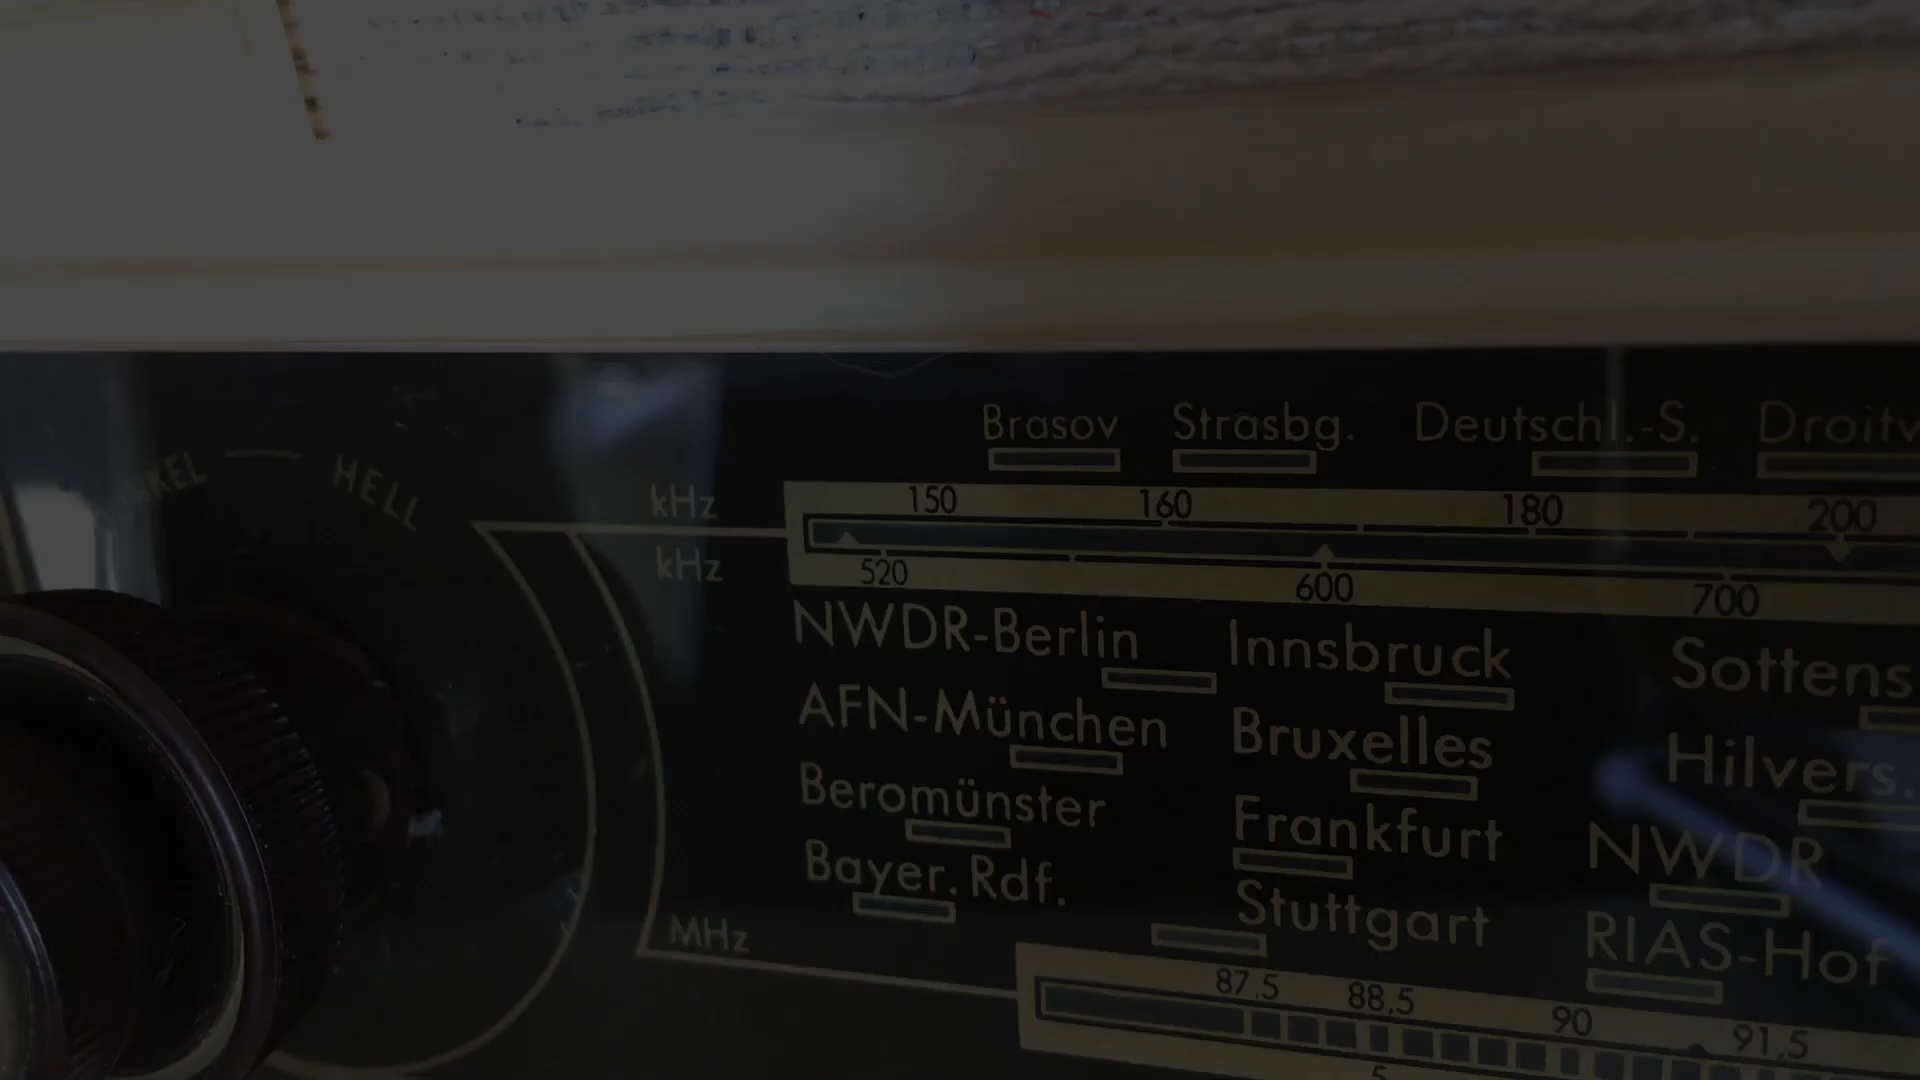 Brasov Strasbg. Deutschl.-S.
HELL
kHz 150 160 180 200
kHz 520 600 700
NWDR-Berlin Innsbruck Sottens
AFN-München Bruxelles Hilvers.
Beromünster Frankfurt NWDR
Bayer. Rdf. Stuttgart RIAS-Hof
MHz 87.5 88,5 90 91,5